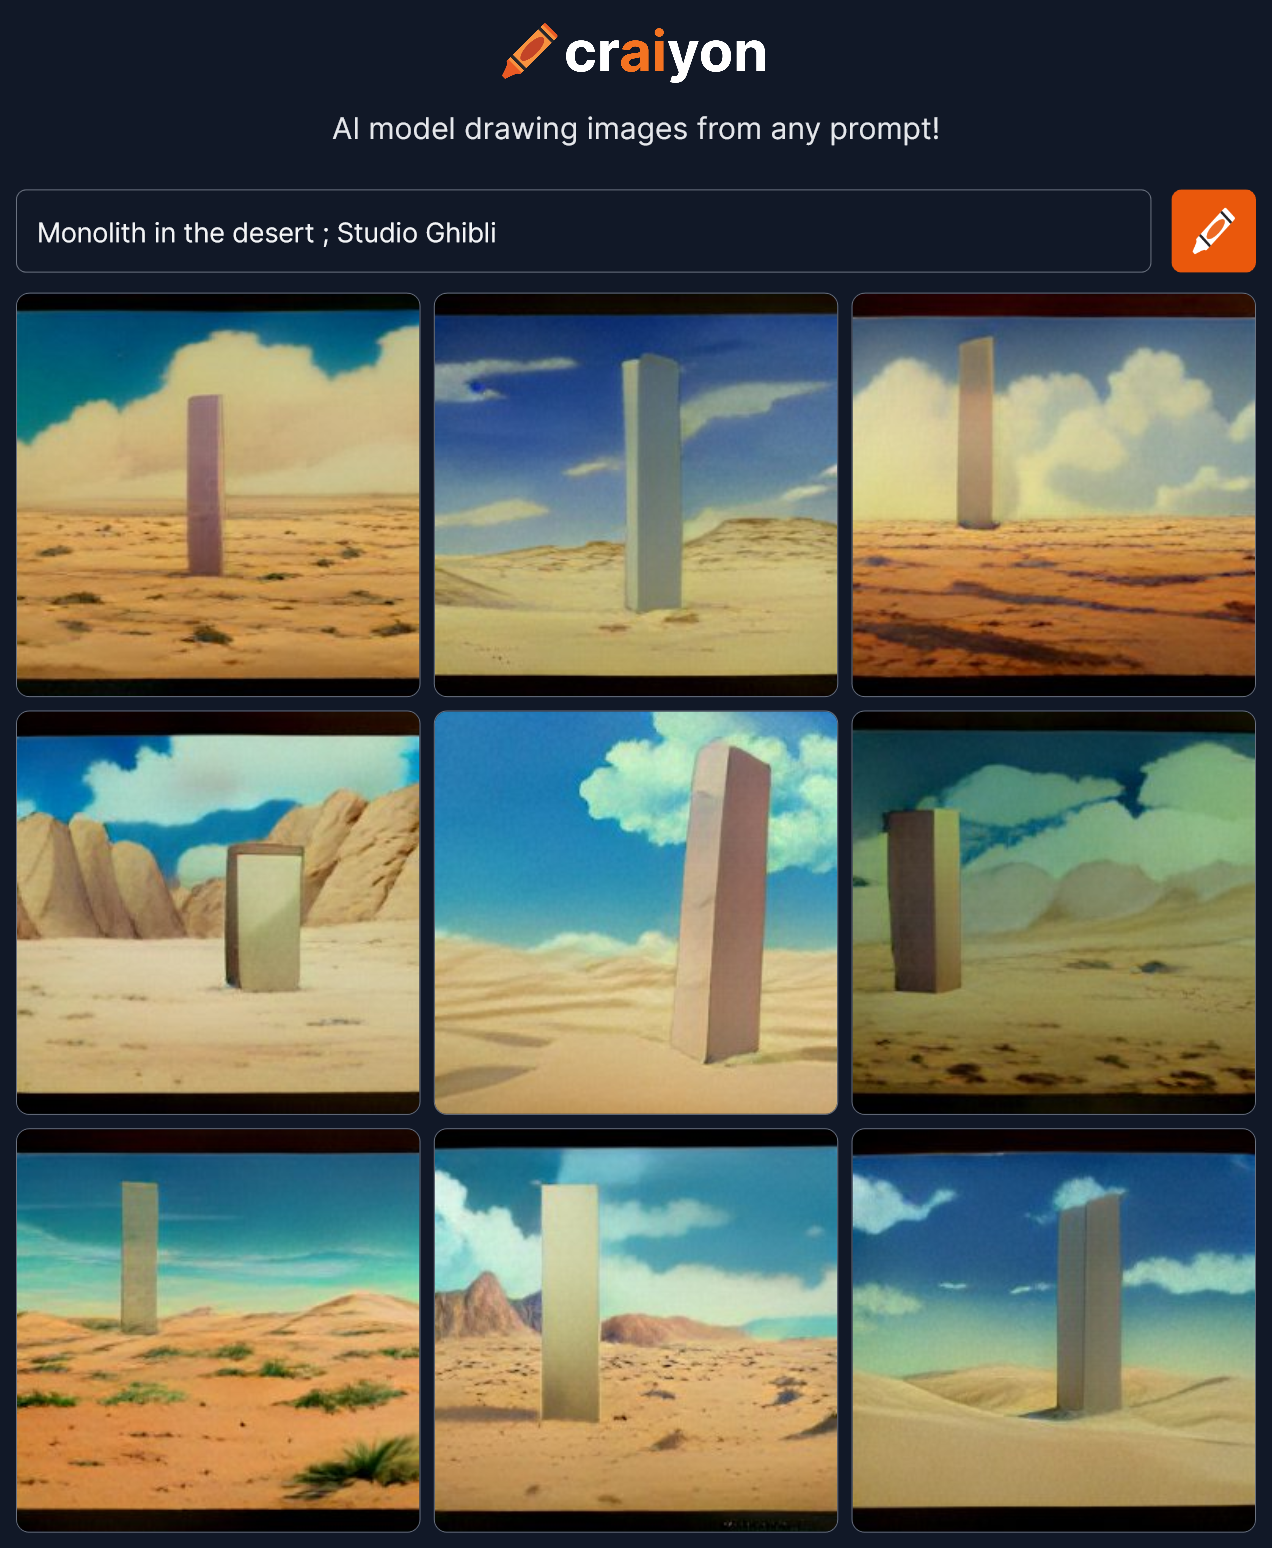 craiyon
AI model drawing images from any prompt!
Monolith in the desert ; Studio Ghibli